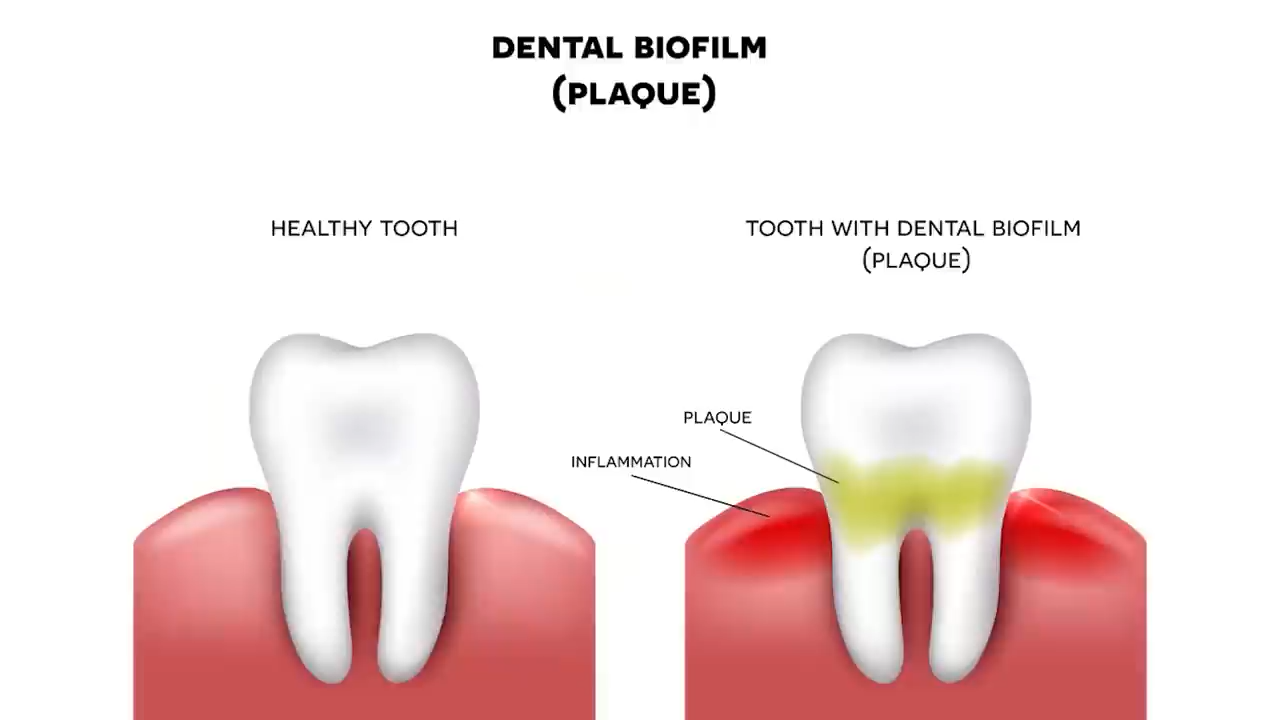 DENTAL BIOFILM
(PLAQUE)
HEALTHY TOOTH
TOOTH WITH DENTAL BIOFILM
(PLAQUE)
PLAQUE
INFLAMMATION